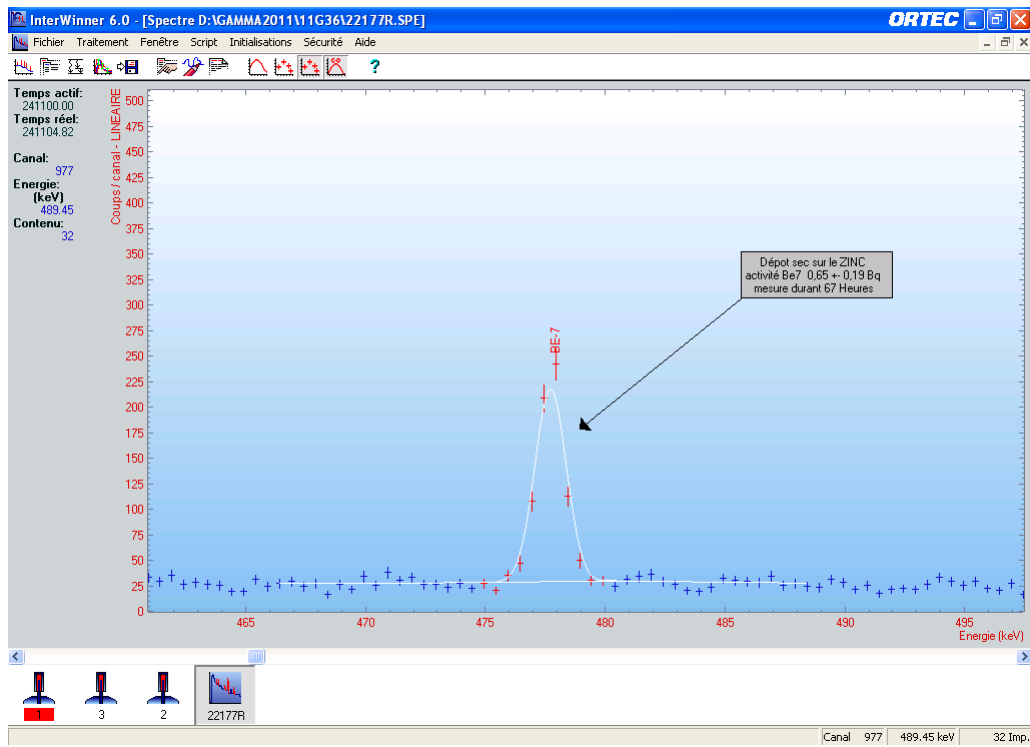 InterWinner 6.0 - [Spectre D:\GAMMA2011\11G36\22177R.SPE]
ORTEC
Fichier Traitement Fenêtre Script Initialisations Sécurité Aide
?
Temps actif:
241100.00
Temps réel:
241104.82
Canal:
977
Energie:
(keV)
489.45
Contenu:
32
Coups / canal - LINEAIRE
500
475
450
425
400
375
350
325
300
275
250
225
200
175
150
125
100
75
50
25
0
BE-7
Dépot sec sur le ZINC
activité Be7 0,65 +- 0,19 Bq
mesure durant 67 Heures
465 470 475 480 485 490 495
Energie (keV)
1 3 2 22177R
Canal 977 489.45 keV 32 Imp.